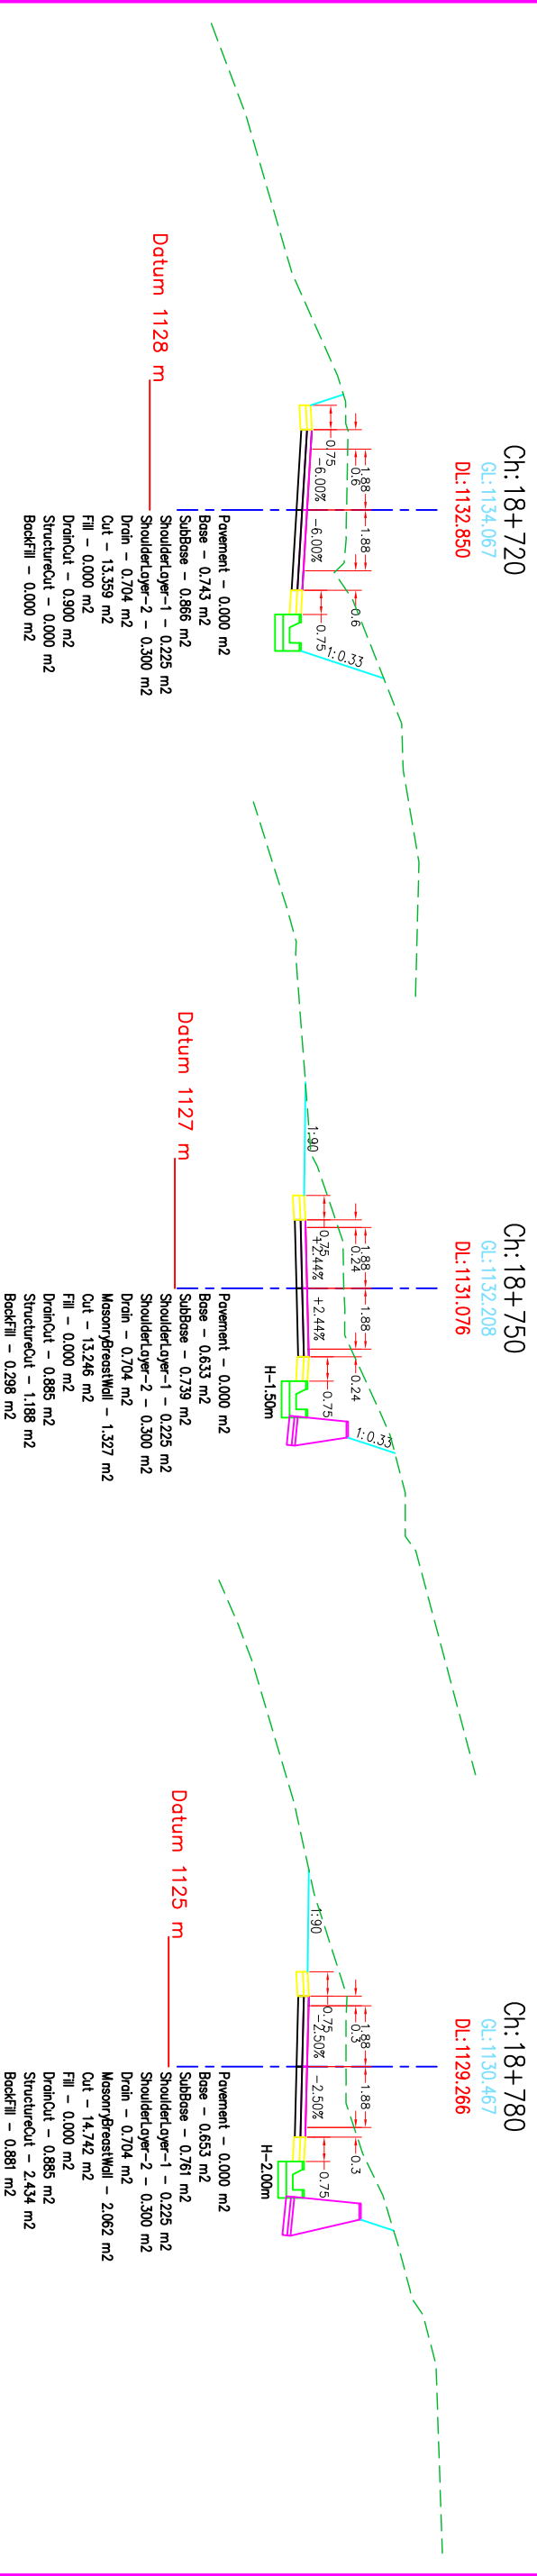 Ch:18+720
GL:1134.067
DL:1132.850
1.88
1.88
0.6
0.6
0.75
0.75
-6.00%
-6.00%
1:0.33
Datum 1128 m
Pavement - 0.000 m2
Base - 0.743 m2
SubBase - 0.866 m2
ShoulderLayer-1 - 0.225 m2
ShoulderLayer-2 - 0.300 m2
Drain - 0.704 m2
Cut - 13.359 m2
Fill - 0.000 m2
DrainCut - 0.900 m2
StructureCut - 0.000 m2
BackFill - 0.000 m2
Ch:18+750
GL:1132.208
DL:1131.076
1.88
1.88
0.24
0.24
0.75
0.75
+2.44%
+2.44%
1:90
1:0.33
H-1.50m
Datum 1127 m
Pavement - 0.000 m2
Base - 0.633 m2
SubBase - 0.739 m2
ShoulderLayer-1 - 0.225 m2
ShoulderLayer-2 - 0.300 m2
Drain - 0.704 m2
MasonryBreastWall - 1.327 m2
Cut - 13.246 m2
Fill - 0.000 m2
DrainCut - 0.885 m2
StructureCut - 1.188 m2
BackFill - 0.298 m2
Ch:18+780
GL:1130.467
DL:1129.266
1.88
1.88
0.3
0.3
0.75
0.75
-2.50%
-2.50%
1:90
H-2.00m
Datum 1125 m
Pavement - 0.000 m2
Base - 0.653 m2
SubBase - 0.761 m2
ShoulderLayer-1 - 0.225 m2
ShoulderLayer-2 - 0.300 m2
Drain - 0.704 m2
MasonryBreastWall - 2.062 m2
Cut - 14.742 m2
Fill - 0.000 m2
DrainCut - 0.885 m2
StructureCut - 2.434 m2
BackFill - 0.881 m2